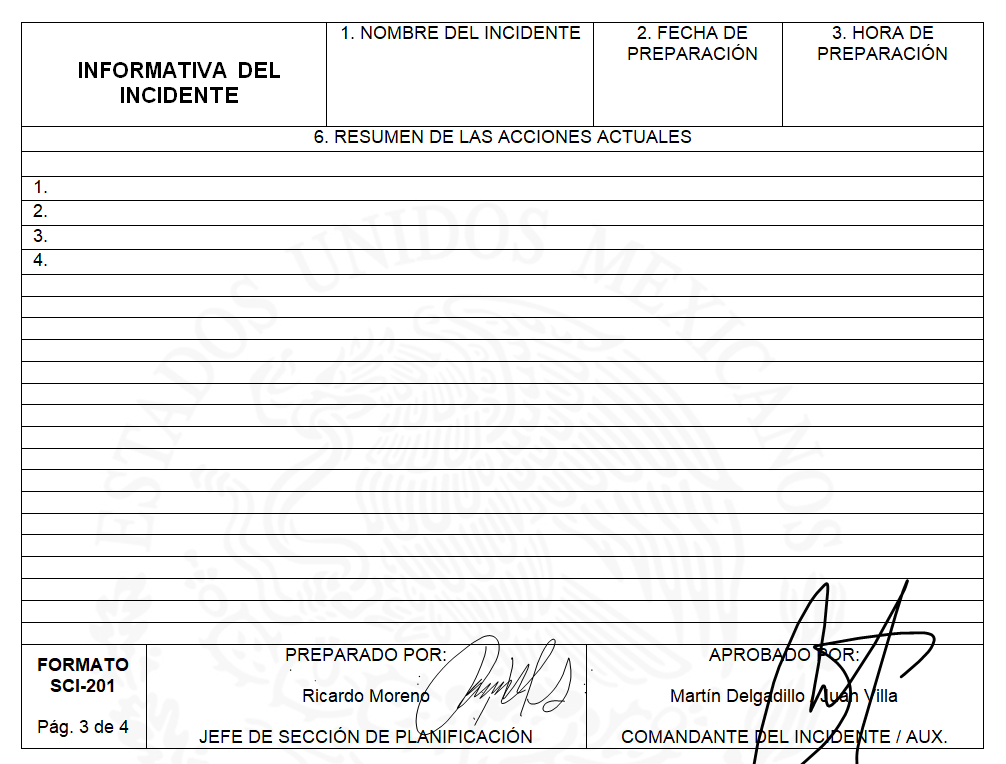 INFORMATIVA DEL
INCIDENTE
1. NOMBRE DEL INCIDENTE
2. FECHA DE
PREPARACIÓN
3. HORA DE
PREPARACIÓN
6. RESUMEN DE LAS ACCIONES ACTUALES
1.
2.
3.
4.
ESTADOS UNIDOS MEXICANOS
FORMATO
SCI-201
Pág. 3 de 4
PREPARADO POR:
Ricardo Moreno
JEFE DE SECCIÓN DE PLANIFICACIÓN
APROBADO POR:
Martín Delgadillo / Juan Villa
COMANDANTE DEL INCIDENTE / AUX.